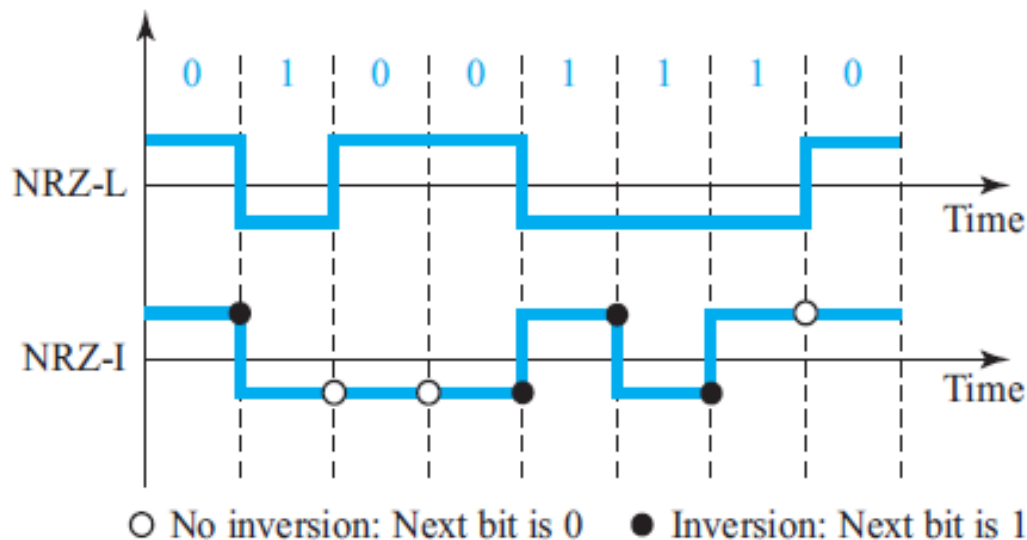 0 1 0 0 1 1 1 0
NRZ-L
Time
NRZ-I
Time
No inversion: Next bit is 0 Inversion: Next bit is 1